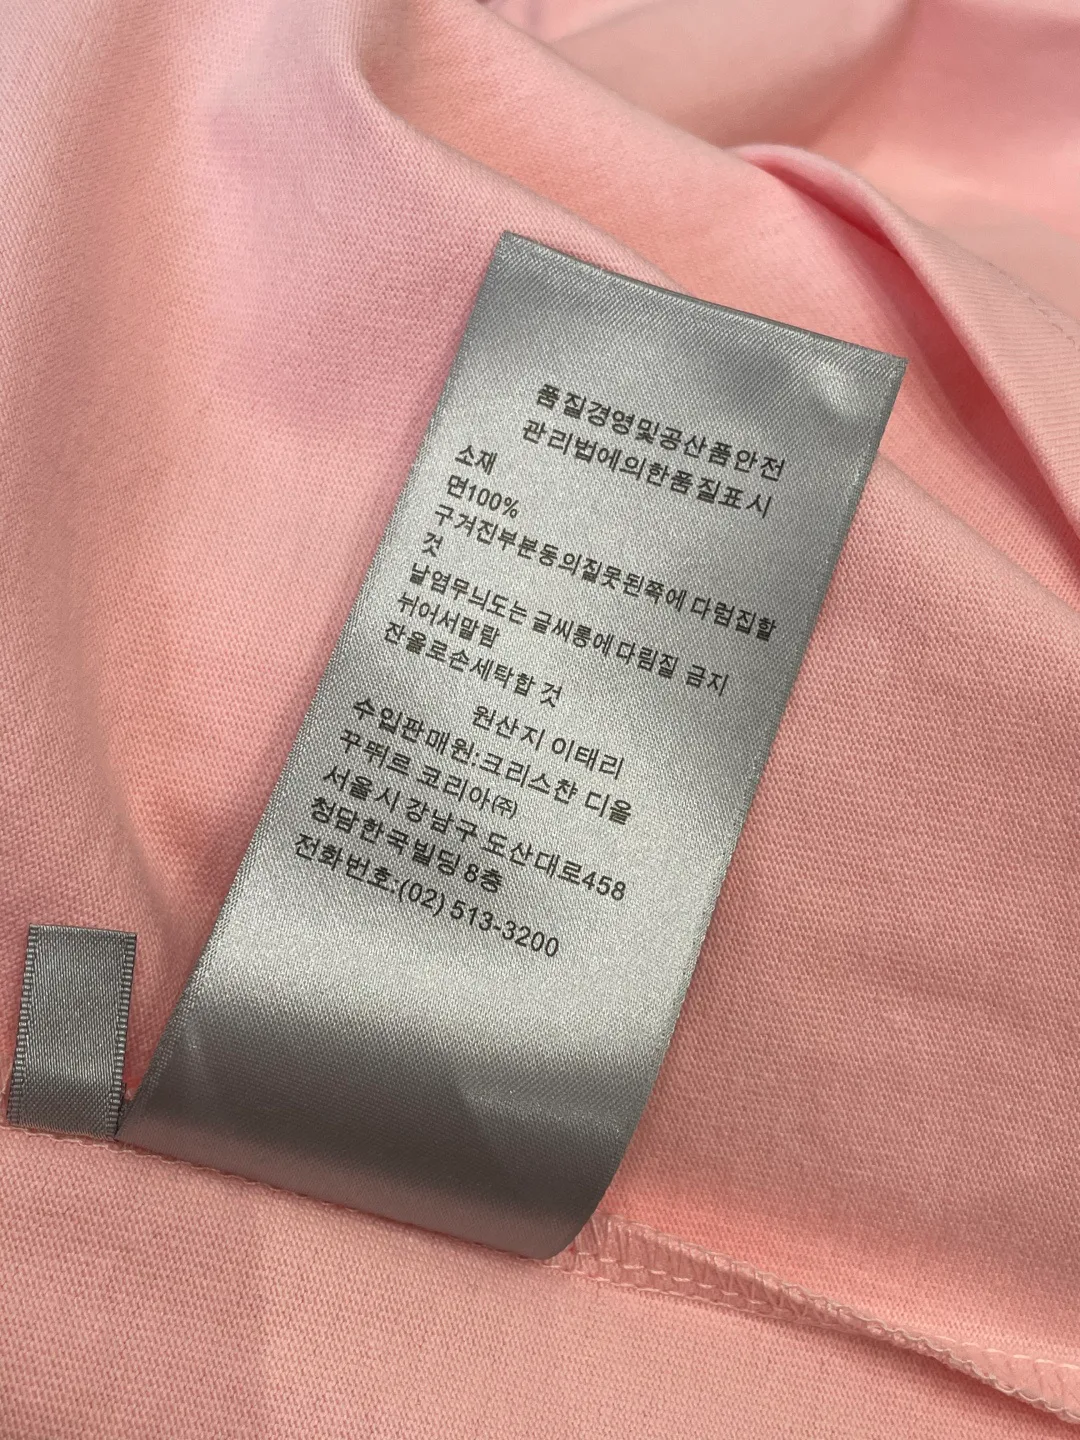 품질경영및공산품안전
관리법에의한품질표시
소재
면100%
구겨진부분동의질못된쪽에 다럼집할
것
날염무늬도는 글씨통에 다림질 금지
뉘어서말람
잔율로손세탁합 것
원산지 이태리
수입판매원:크리스챤 디올
꾸뛰르 코리아㈜
서울시 강남구 도산대로458
청담한국빌딩 8층
전화번호:(02) 513-3200